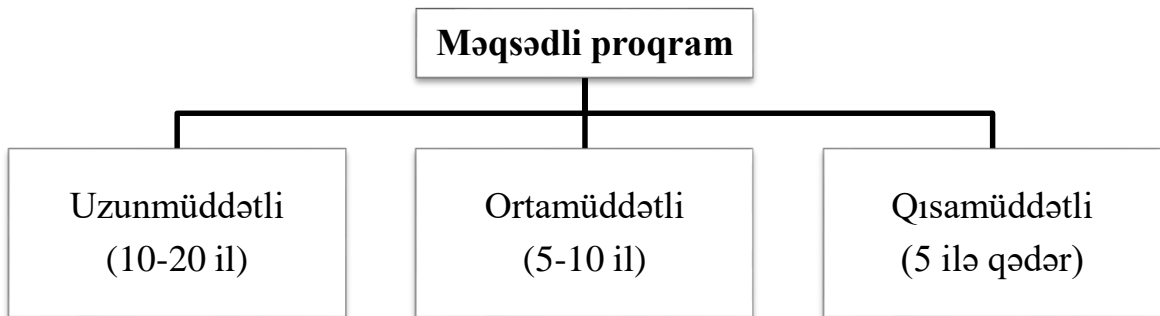 Məqsədli proqram
Uzunmüddətli
(10-20 il)
Ortamüddətli
(5-10 il)
Qısamüddətli
(5 ilə qədər)